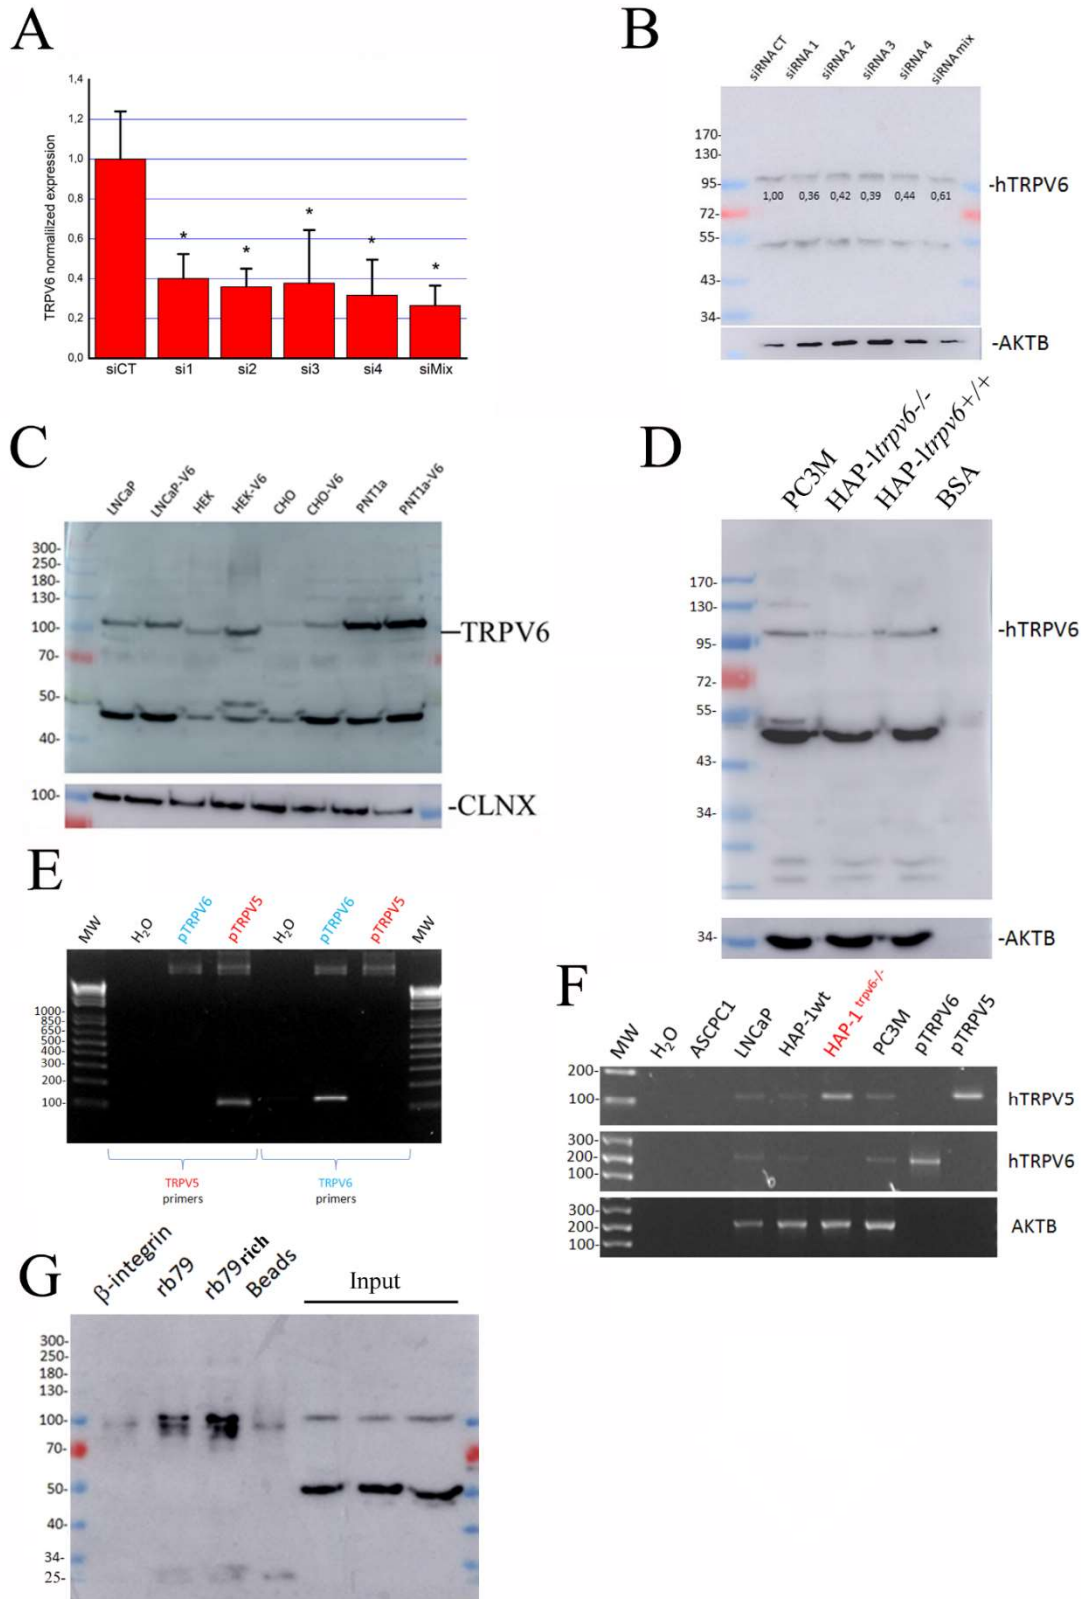 A
1,4
1,2
1,0
0,8
0,6
0,4
0,2
0,0
TRPV6 normalilzed expression
* * * * *
siCT si1 si2 si3 si4 siMix
B
siRNA CT siRNA 1 siRNA 2 siRNA 3 siRNA 4 siRNA mix
170-
130-
95-
72-
55-
43-
34-
1,00 0,36 0,42 0,39 0,44 0,61
-hTRPV6
-AKTB
C
LNCaP LNCaP-V6 HEK HEK-V6 CHO CHO-V6 PNT1a PNT1a-V6
300-
250-
180-
130-
100-
70-
50-
40-
TRPV6
100-
-CLNX
D
PC3M HAP-1trpv6-/- HAP-1trpv6+/+ BSA
170-
130-
95-
72-
55-
43-
34-
-hTRPV6
34-
-AKTB
E
MW H2O pTRPV6 pTRPV5 H2O pTRPV6 pTRPV5 MW
1000-
850-
650-
500-
400-
300-
200-
100-
TRPV5
primers
TRPV6
primers
F
MW H2O ASCPC1 LNCaP HAP-1wt HAP-1 trpv6-/- PC3M pTRPV6 pTRPV5
200-
100-
hTRPV5
300-
200-
100-
hTRPV6
300-
200-
100-
AKTB
G
β-integrin rb79 rb79 rich Beads Input
300-
250-
180-
130-
100-
70-
50-
40-
34-
25-